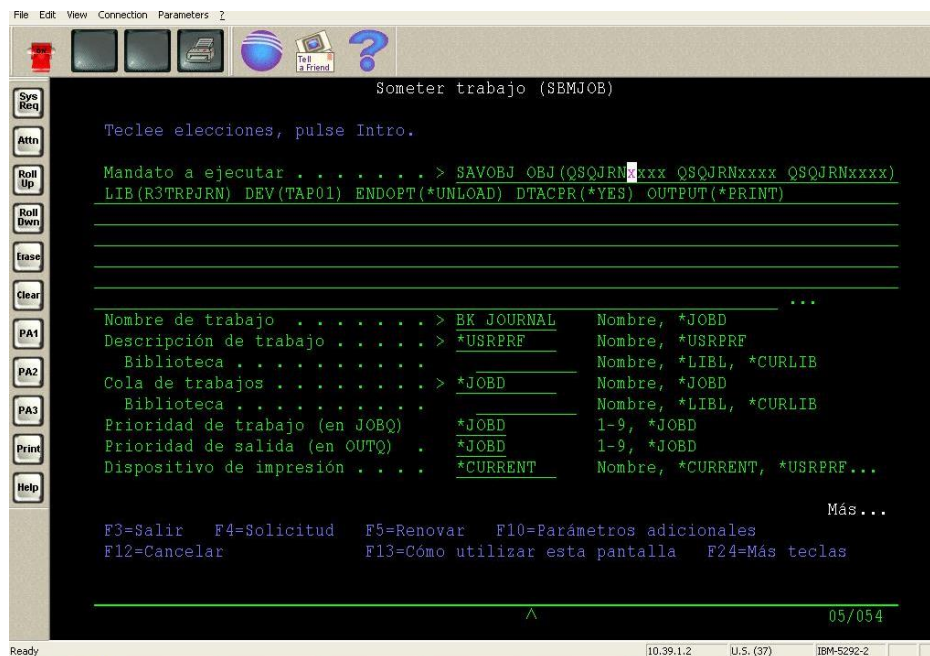 File Edit View Connection Parameters ?
Tell a Friend
Someter trabajo (SBMJOB)
Sys Req
Teclee elecciones, pulse Intro.
Attn
Mandato a ejecutar . . . . . . . > SAVOBJ OBJ(QSQJRNxxxx QSQJRNxxxx QSQJRNxxxx)
Roll Up
LIB(R3TRPJRN) DEV(TAP01) ENDOPT(*UNLOAD) DTACPR(*YES) OUTPUT(*PRINT)
Roll Dwn
Erase
Clear
...
Nombre de trabajo . . . . . . . > BK JOURNAL Nombre, *JOBD
PA1
Descripción de trabajo . . . . . > *USRPRF Nombre, *USRPRF
Biblioteca . . . . . . . . . . Nombre, *LIBL, *CURLIB
PA2
Cola de trabajos . . . . . . . . > *JOBD Nombre, *JOBD
PA3
Biblioteca . . . . . . . . . . Nombre, *LIBL, *CURLIB
Prioridad de trabajo (en JOBQ) *JOBD 1-9, *JOBD
Print
Prioridad de salida (en OUTQ) . *JOBD 1-9, *JOBD
Dispositivo de impresión . . . . *CURRENT Nombre, *CURRENT, *USRPRF...
Help
Más...
F3=Salir F4=Solicitud F5=Renovar F10=Parámetros adicionales
F12=Cancelar F13=Cómo utilizar esta pantalla F24=Más teclas
05/054
Ready 10.39.1.2 U.S. (37) IBM-5292-2